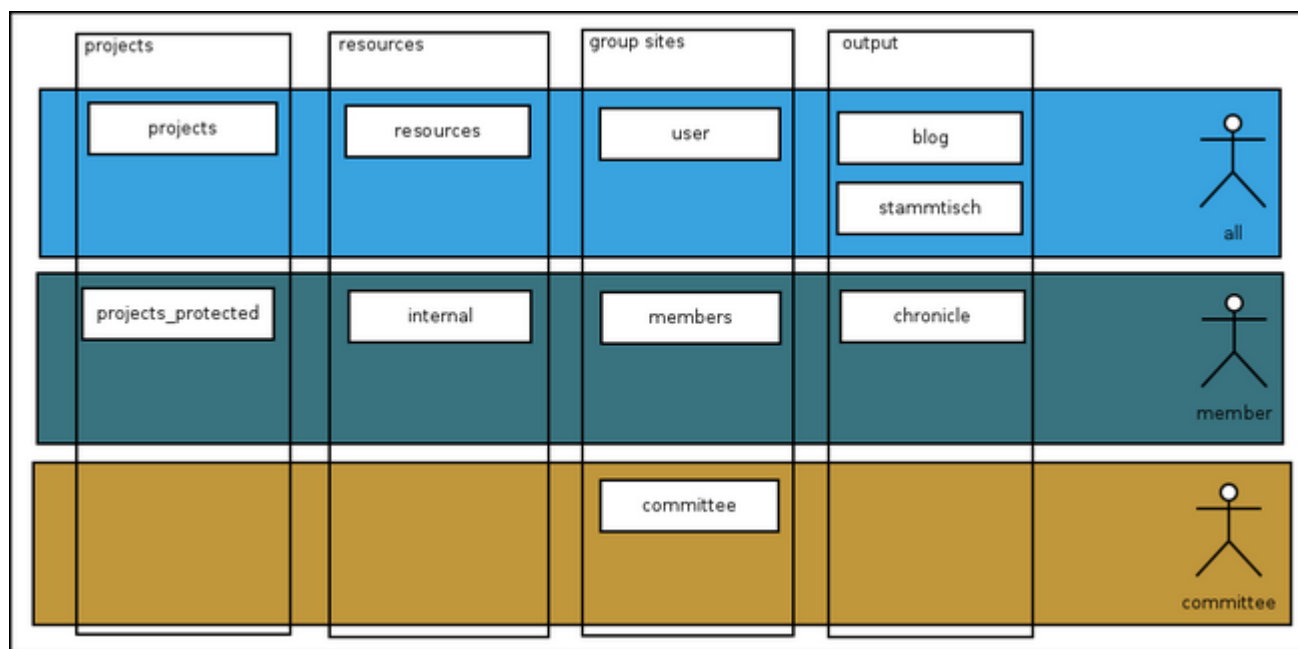 projects
resources
group sites
output
projects
resources
user
blog
stammtisch
all
projects_protected
internal
members
chronicle
member
committee
committee